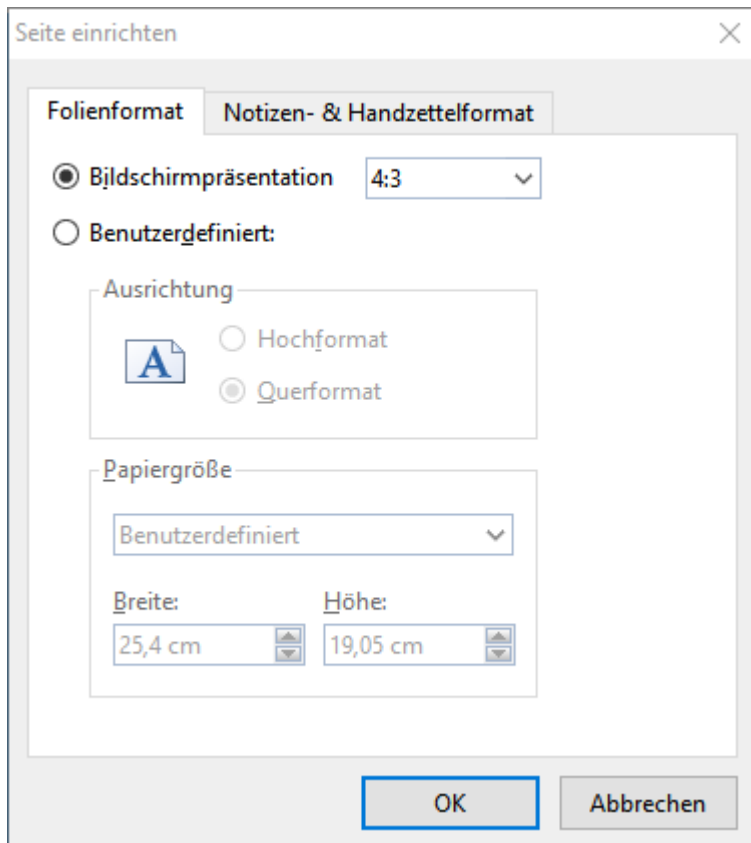 Seite einrichten
Folienformat Notizen- & Handzettelformat
Bildschirmpräsentation 4:3
Benutzerdefiniert:
Ausrichtung
A
Hochformat
Querformat
Papiergröße
Benutzerdefiniert
Breite: Höhe:
25,4 cm 19,05 cm
OK Abbrechen